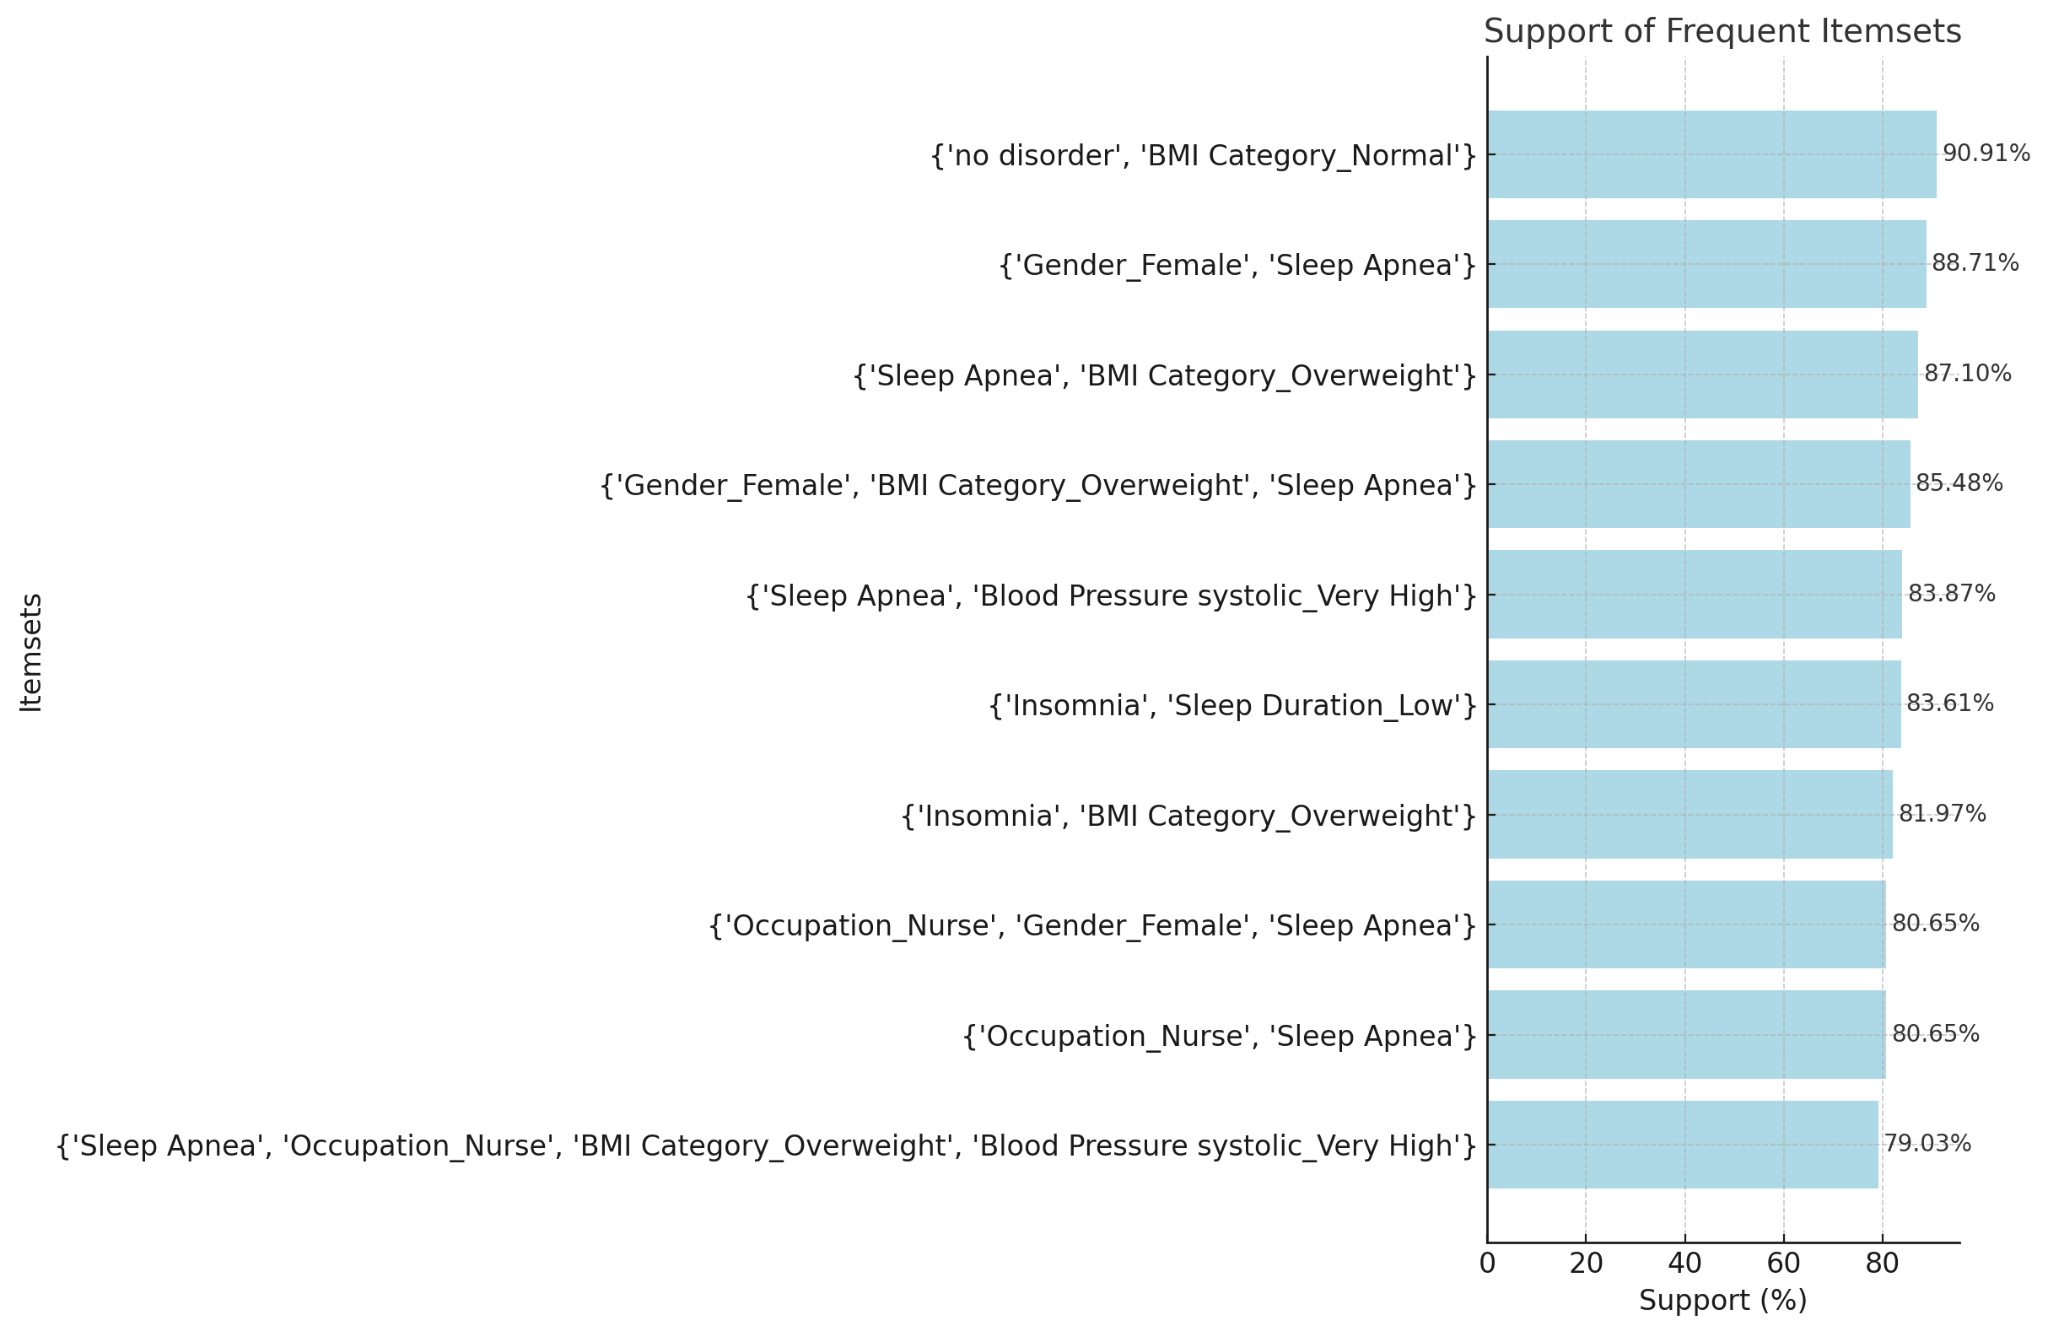 Support of Frequent Itemsets
{'no disorder', 'BMI Category_Normal'} 90.91%
{'Gender_Female', 'Sleep Apnea'} 88.71%
{'Sleep Apnea', 'BMI Category_Overweight'} 87.10%
{'Gender_Female', 'BMI Category_Overweight', 'Sleep Apnea'} 85.48%
{'Sleep Apnea', 'Blood Pressure systolic_Very High'} 83.87%
{'Insomnia', 'Sleep Duration_Low'} 83.61%
{'Insomnia', 'BMI Category_Overweight'} 81.97%
{'Occupation_Nurse', 'Gender_Female', 'Sleep Apnea'} 80.65%
{'Occupation_Nurse', 'Sleep Apnea'} 80.65%
{'Sleep Apnea', 'Occupation_Nurse', 'BMI Category_Overweight', 'Blood Pressure systolic_Very High'} 79.03%
Itemsets
0 20 40 60 80
Support (%)